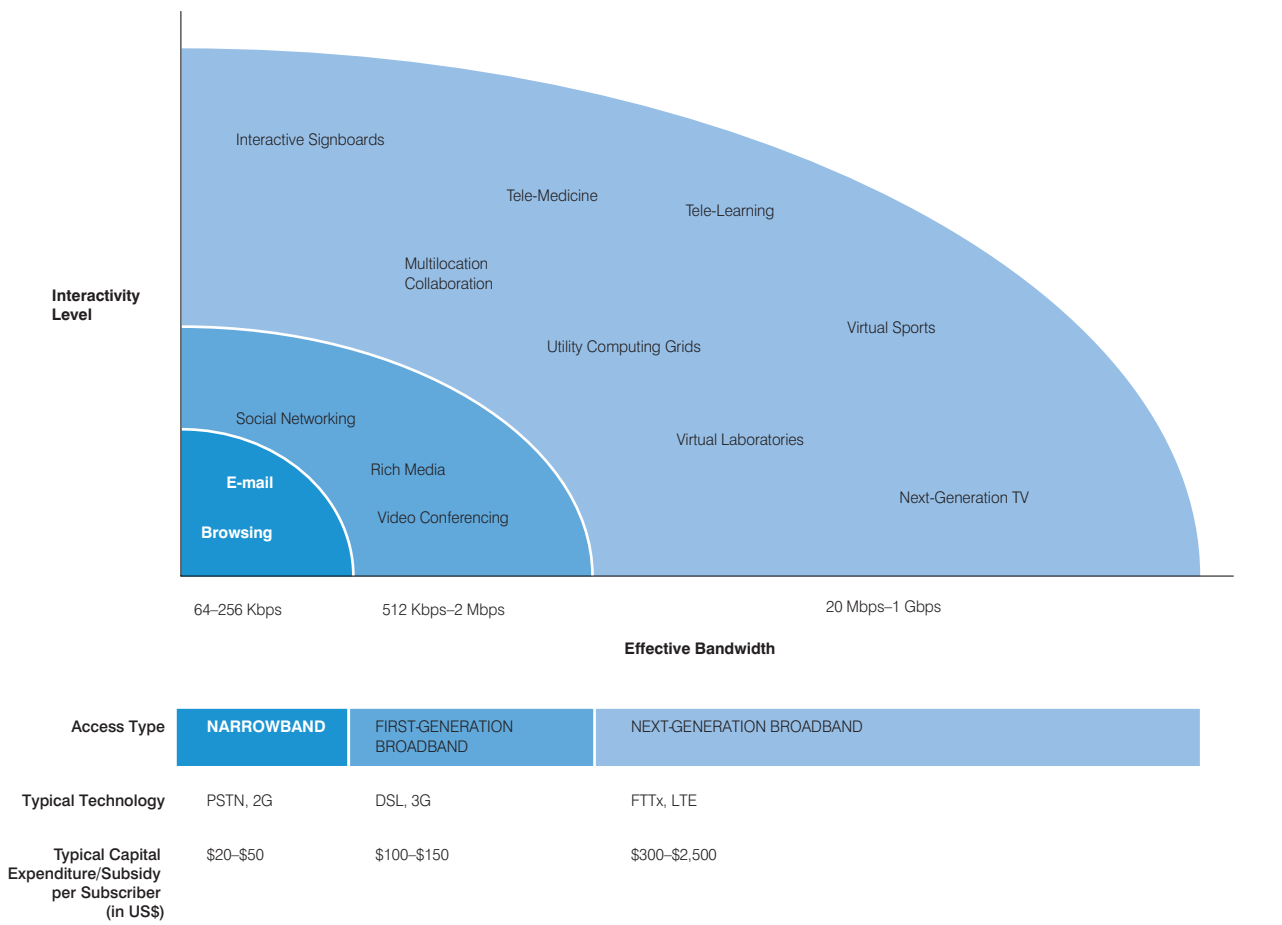 Interactive Signboards
Tele-Medicine
Tele-Learning
Multilocation
Collaboration
Interactivity
Level
Virtual Sports
Utility Computing Grids
Social Networking
Virtual Laboratories
Rich Media
E-mail
Next-Generation TV
Video Conferencing
Browsing
64–256 Kbps
512 Kbps–2 Mbps
20 Mbps–1 Gbps
Effective Bandwidth
Access Type
NARROWBAND
FIRST-GENERATION
BROADBAND
NEXT-GENERATION BROADBAND
Typical Technology
PSTN, 2G
DSL, 3G
FTTx, LTE
Typical Capital
Expenditure/Subsidy
per Subscriber
(in US$)
$20–$50
$100–$150
$300–$2,500